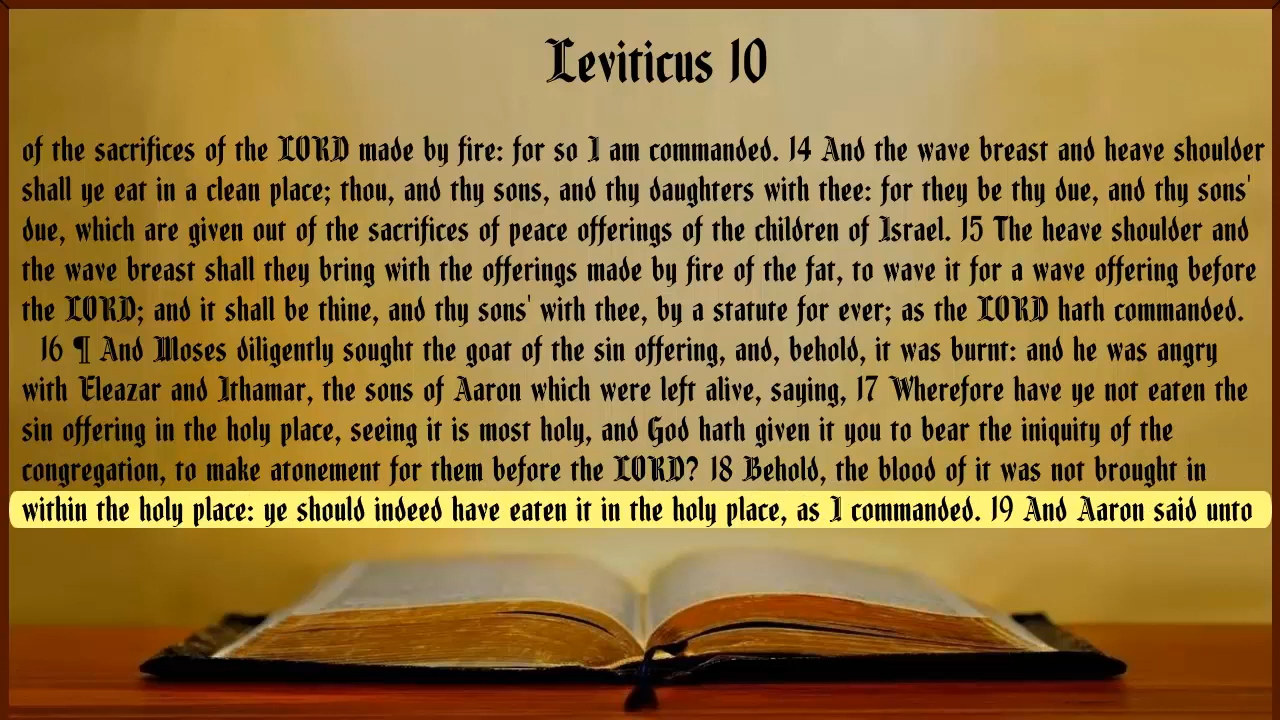 Leviticus 10
of the sacrifices of the LORD made by fire: for so I am commanded. 14 And the wave breast and heave shoulder
shall ye eat in a clean place; thou, and thy sons, and thy daughters with thee: for they be thy due, and thy sons'
due, which are given out of the sacrifices of peace offerings of the children of Israel. 15 The heave shoulder and
the wave breast shall they bring with the offerings made by fire of the fat, to wave it for a wave offering before
the LORD; and it shall be thine, and thy sons' with thee, by a statute for ever; as the LORD hath commanded.
16 ¶ And Moses diligently sought the goat of the sin offering, and, behold, it was burnt: and he was angry
with Eleazar and Ithamar, the sons of Aaron which were left alive, saying, 17 Wherefore have ye not eaten the
sin offering in the holy place, seeing it is most holy, and God hath given it you to bear the iniquity of the
congregation, to make atonement for them before the LORD? 18 Behold, the blood of it was not brought in
within the holy place: ye should indeed have eaten it in the holy place, as I commanded. 19 And Aaron said unto